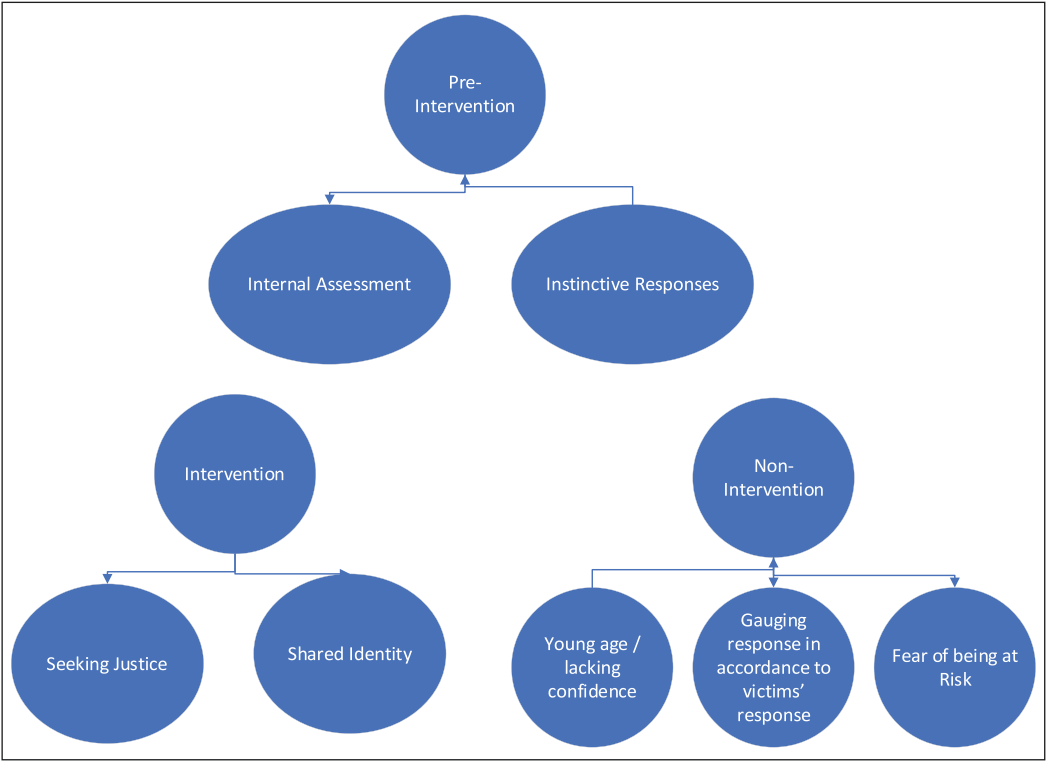 Pre-
Intervention
Internal Assessment
Instinctive Responses
Intervention
Non-
Intervention
Seeking Justice
Shared Identity
Young age /
lacking
confidence
Gauging
response in
accordance to
victims’
response
Fear of being at
Risk